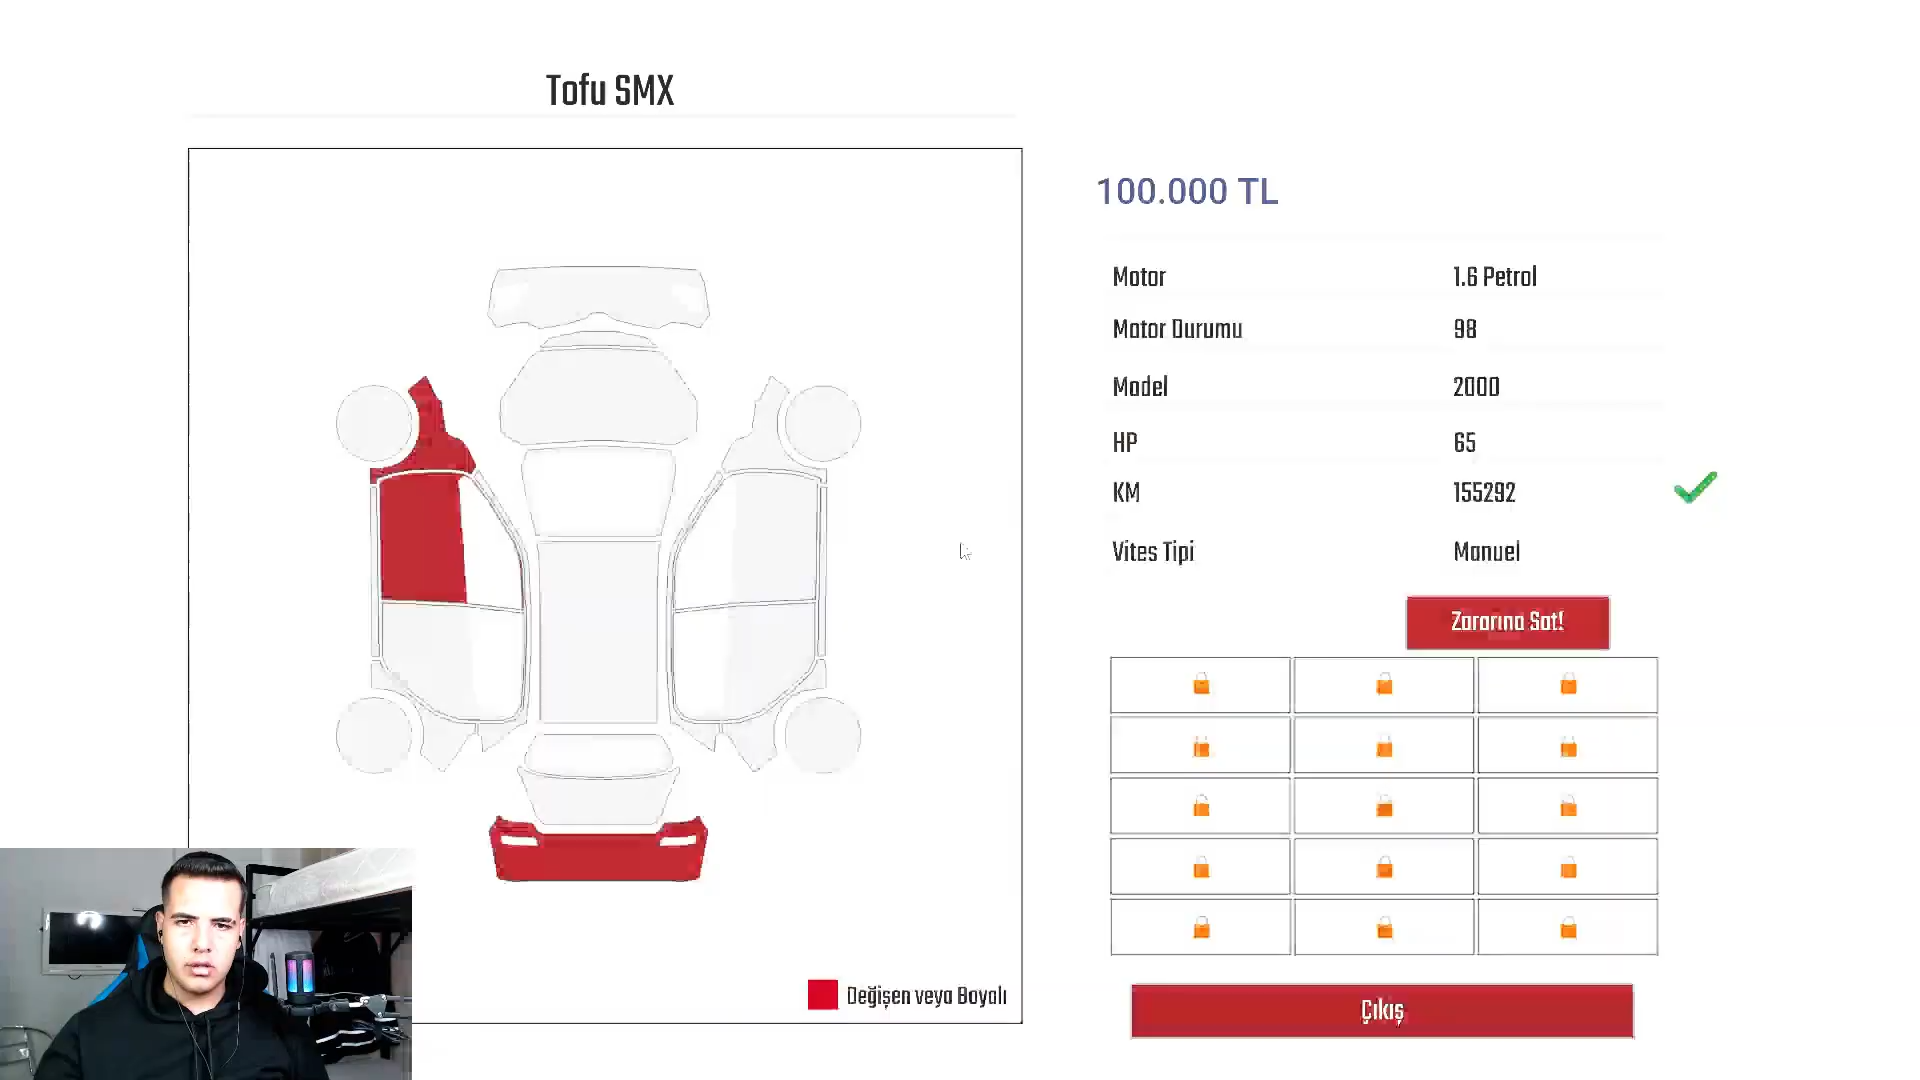 Tofu SMX
100.000 TL
Motor 1.6 Petrol
Motor Durumu 98
Model 2000
HP 65
KM 155292
Vites Tipi Manuel
Zararına Sat!
Değişen veya Boyalı
Çıkış